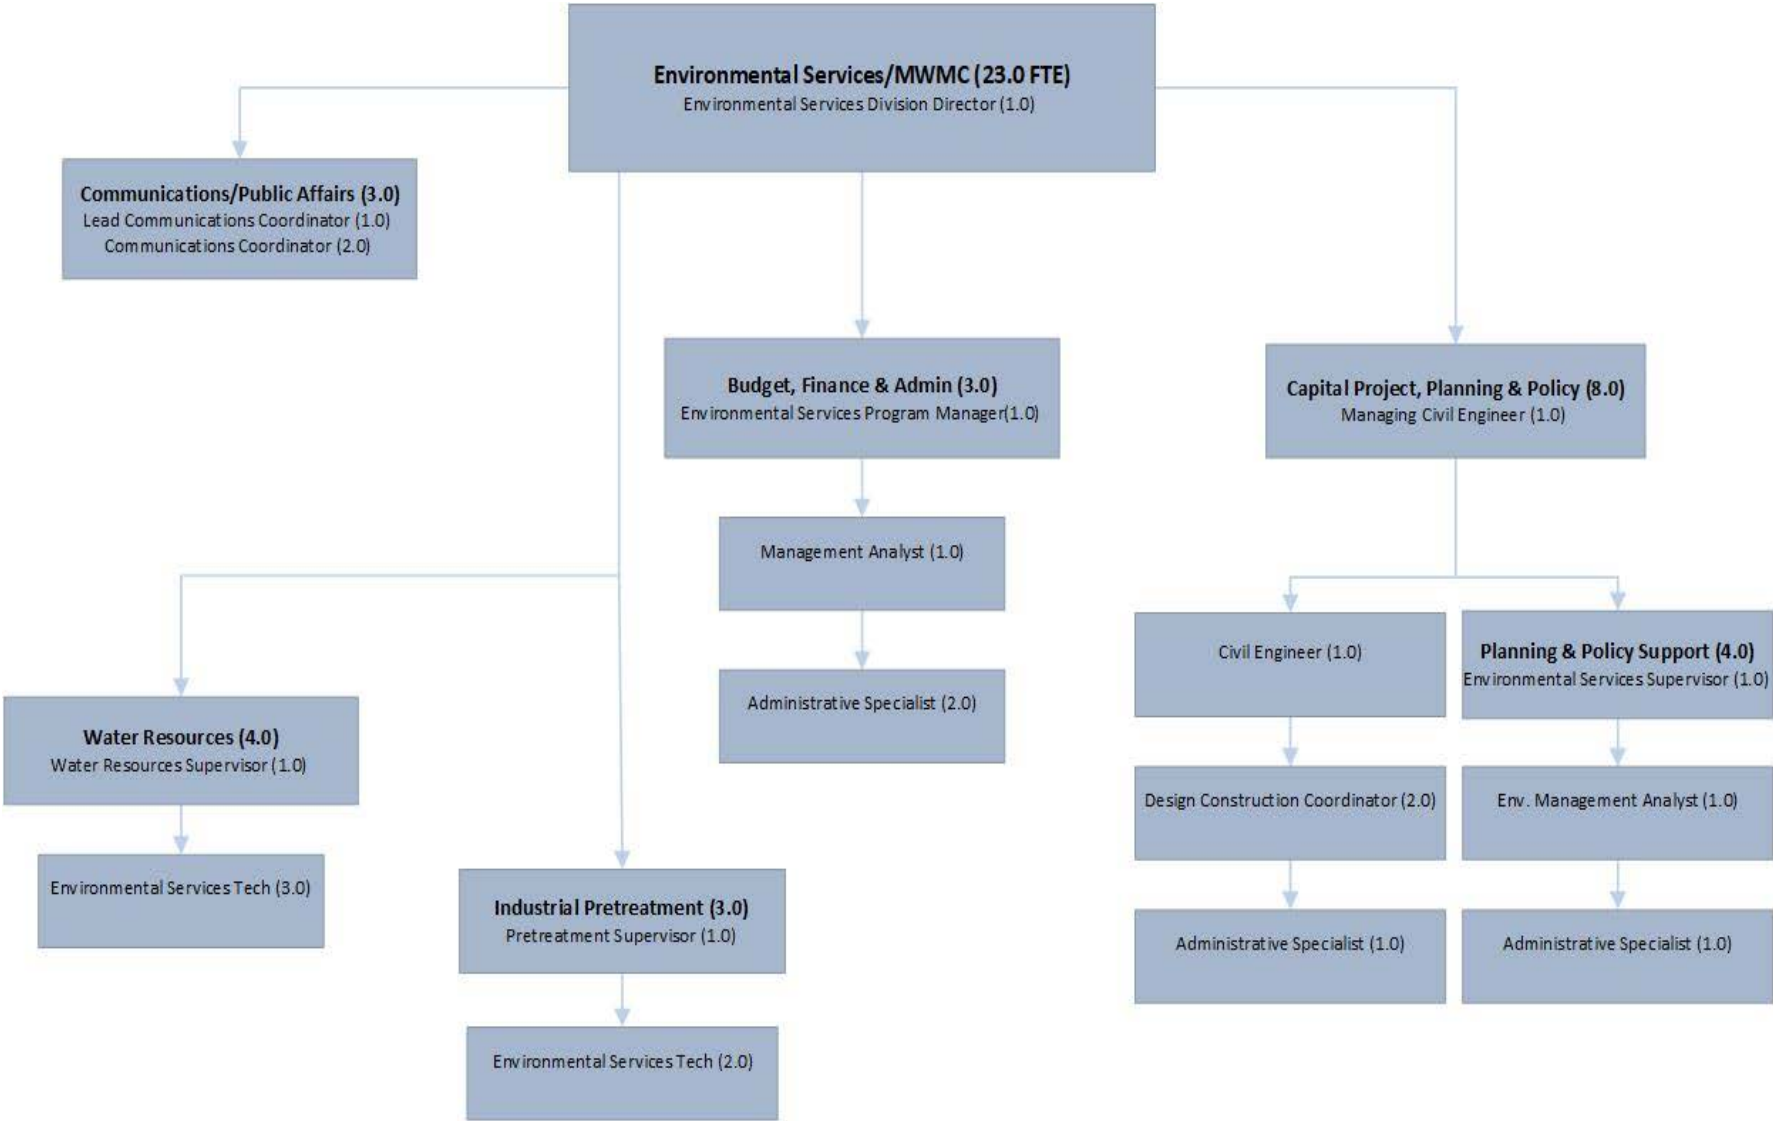 Environmental Services/MWMC (23.0 FTE)
Environmental Services Division Director (1.0)
Communications/Public Affairs (3.0)
Lead Communications Coordinator (1.0)
Communications Coordinator (2.0)
Budget, Finance & Admin (3.0)
Environmental Services Program Manager(1.0)
Management Analyst (1.0)
Administrative Specialist (2.0)
Capital Project, Planning & Policy (8.0)
Managing Civil Engineer (1.0)
Civil Engineer (1.0)
Design Construction Coordinator (2.0)
Administrative Specialist (1.0)
Planning & Policy Support (4.0)
Environmental Services Supervisor (1.0)
Env. Management Analyst (1.0)
Administrative Specialist (1.0)
Water Resources (4.0)
Water Resources Supervisor (1.0)
Environmental Services Tech (3.0)
Industrial Pretreatment (3.0)
Pretreatment Supervisor (1.0)
Environmental Services Tech (2.0)